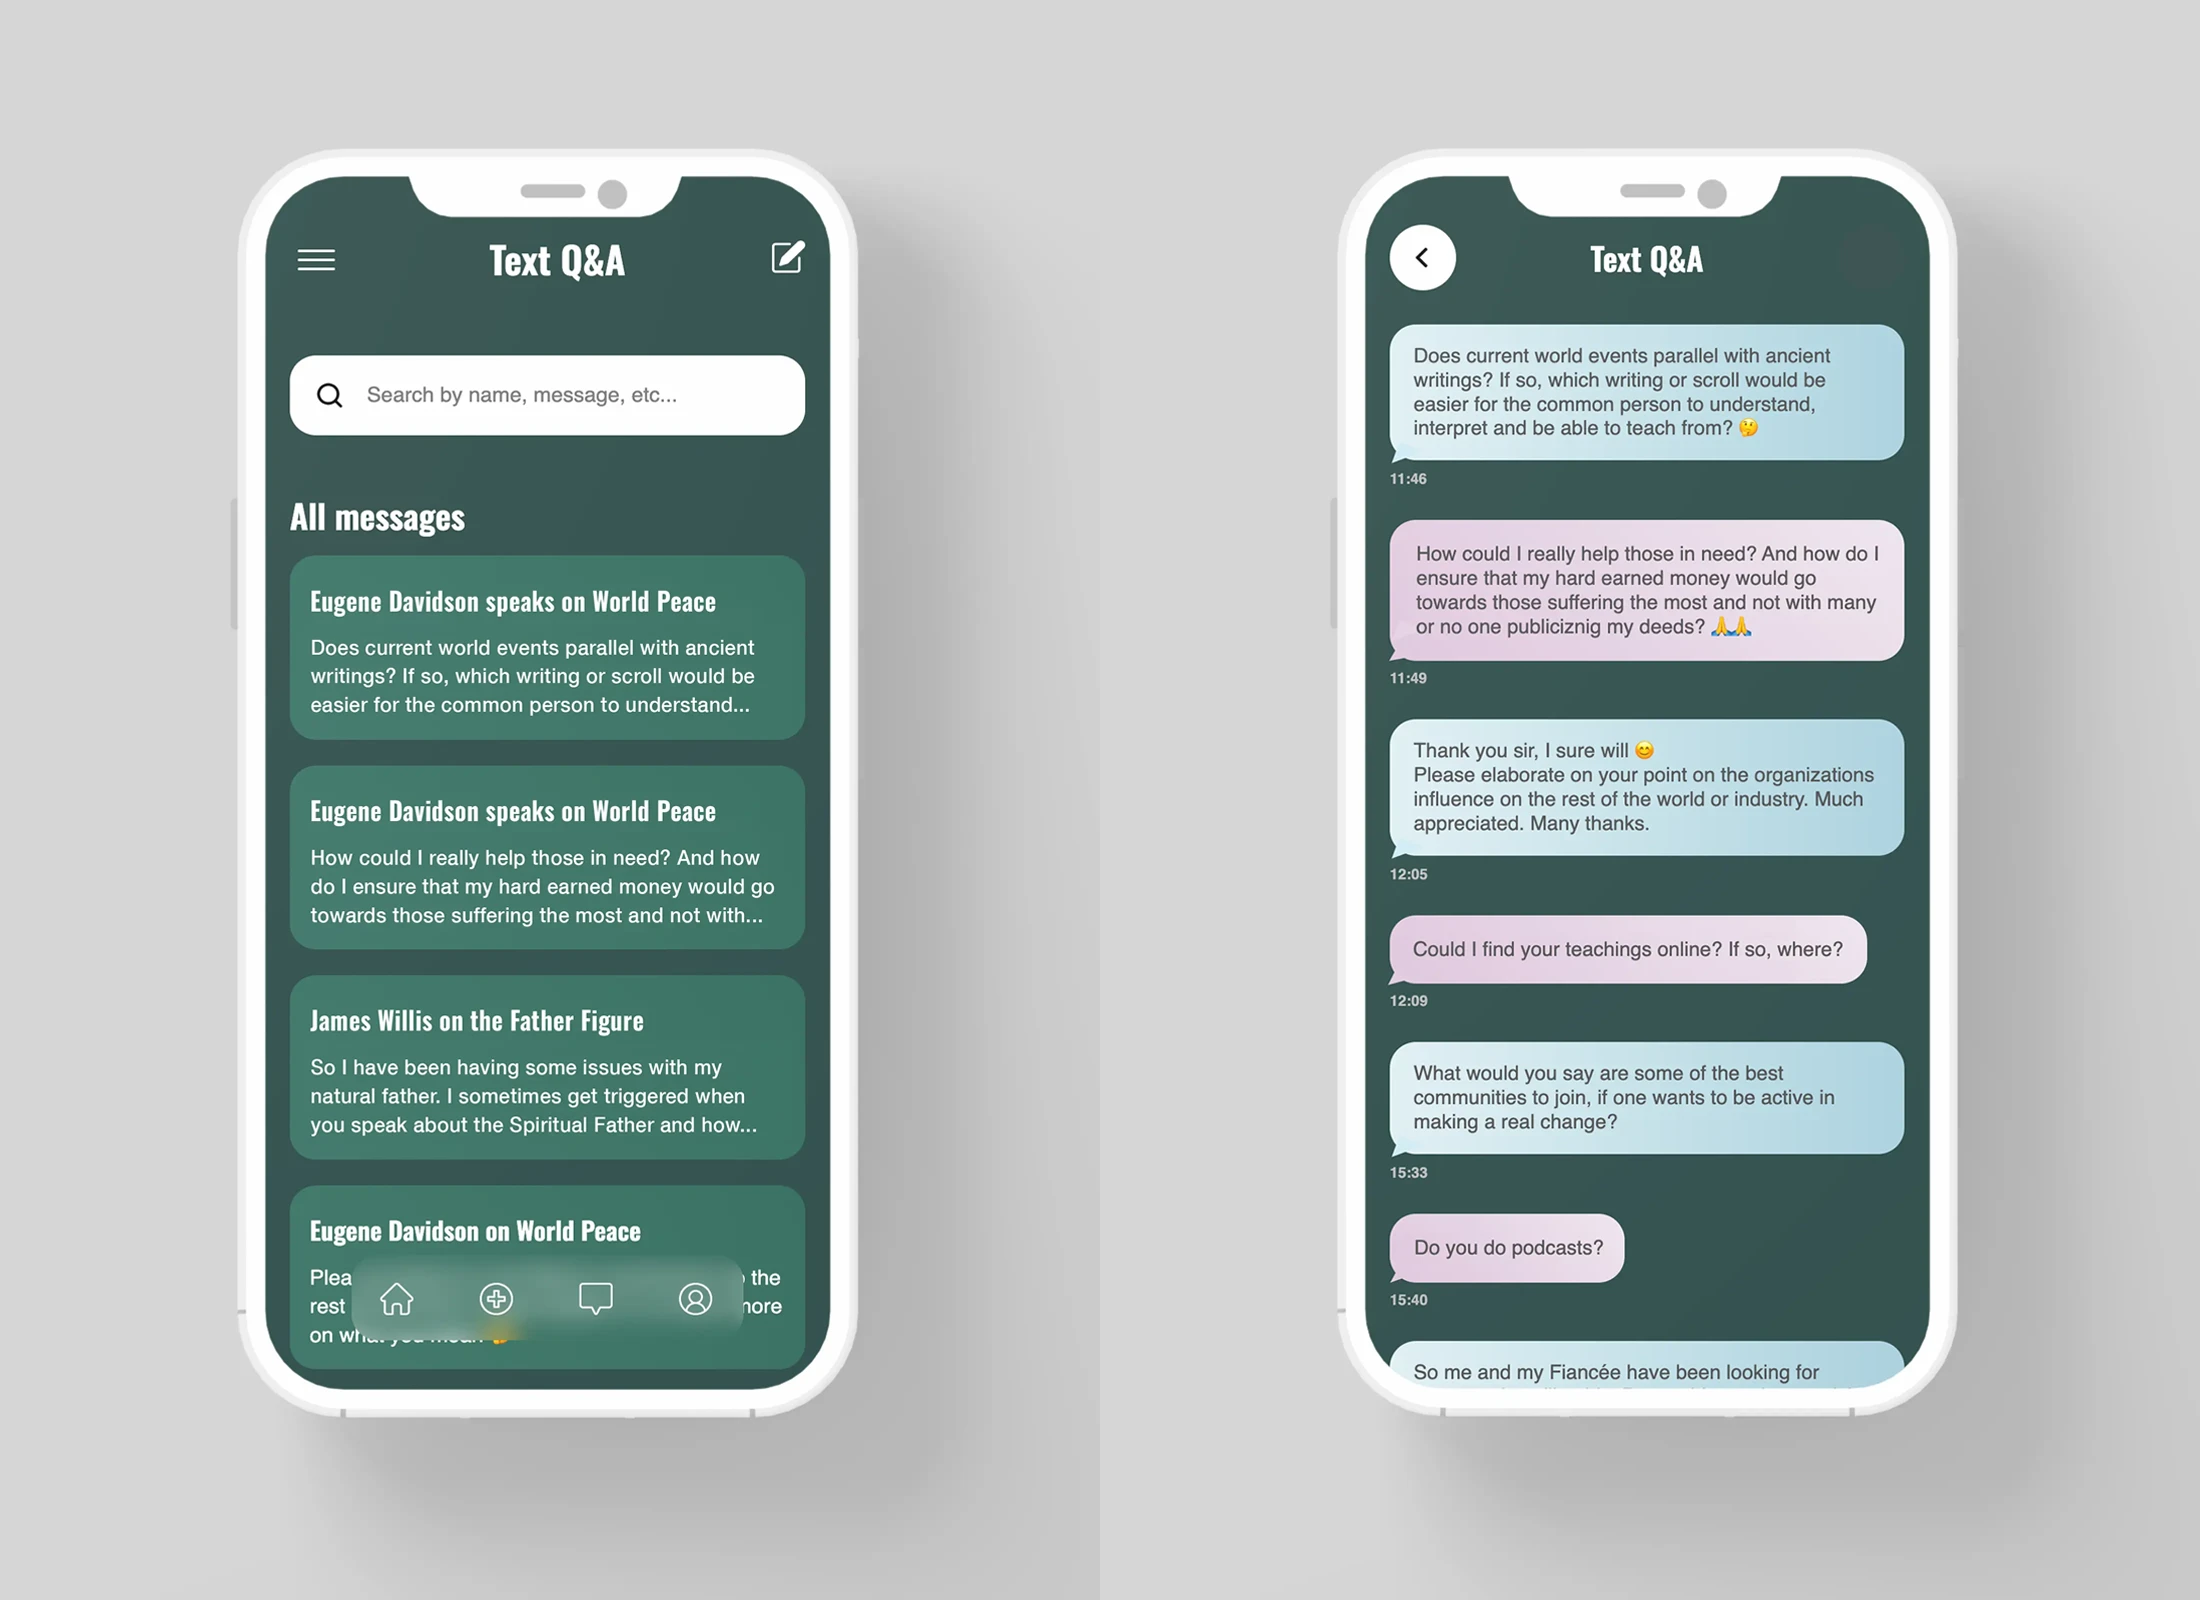 Text Q&A
Search by name, message, etc...
All messages
Eugene Davidson speaks on World Peace
Does current world events parallel with ancient
writings? If so, which writing or scroll would be
easier for the common person to understand...
Eugene Davidson speaks on World Peace
How could I really help those in need? And how
do I ensure that my hard earned money would go
towards those suffering the most and not with...
James Willis on the Father Figure
So I have been having some issues with my
natural father. I sometimes get triggered when
you speak about the Spiritual Father and how...
Eugene Davidson on World Peace
the
rest
on what you mean 🤔
Text Q&A
Does current world events parallel with ancient
writings? If so, which writing or scroll would be
easier for the common person to understand,
interpret and be able to teach from? 🤔
11:46
How could I really help those in need? And how do I
ensure that my hard earned money would go
towards those suffering the most and not with many
or no one publiciznig my deeds? 🙏🙏
11:49
Thank you sir, I sure will 😊
Please elaborate on your point on the organizations
influence on the rest of the world or industry. Much
appreciated. Many thanks.
12:05
Could I find your teachings online? If so, where?
12:09
What would you say are some of the best
communities to join, if one wants to be active in
making a real change?
15:33
Do you do podcasts?
15:40
So me and my Fiancée have been looking for